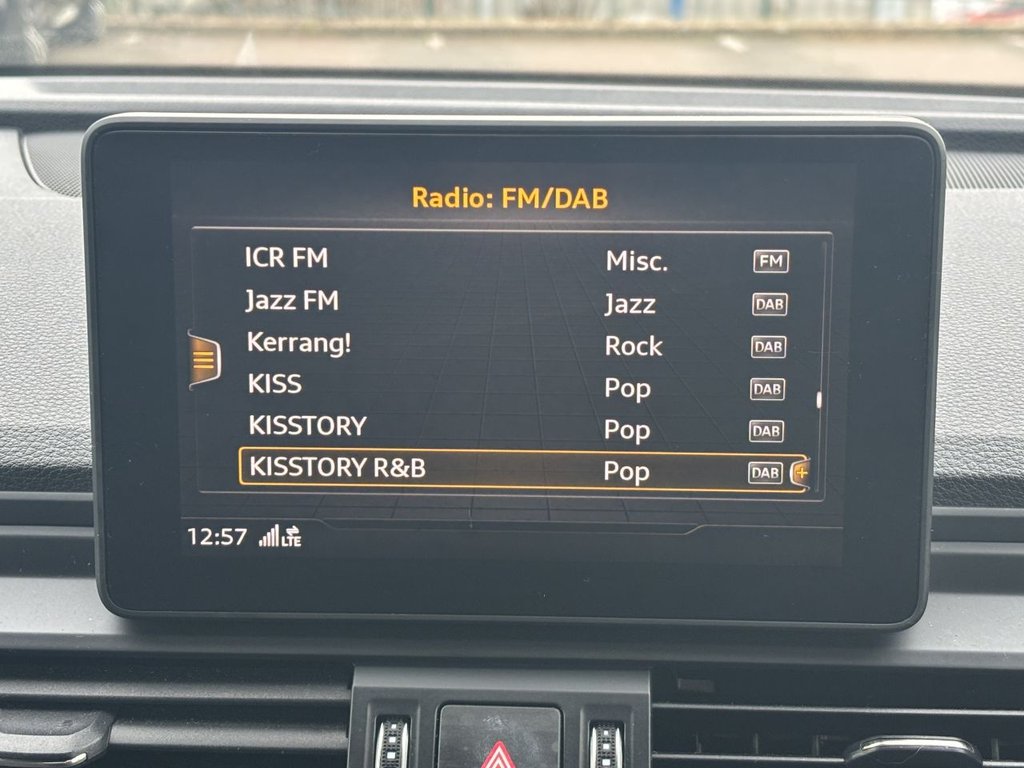 Radio: FM/DAB
ICR FM Misc. FM
Jazz FM Jazz DAB
Kerrang! Rock DAB
KISS Pop DAB
KISSTORY Pop DAB
KISSTORY R&B Pop DAB
12:57 LTE